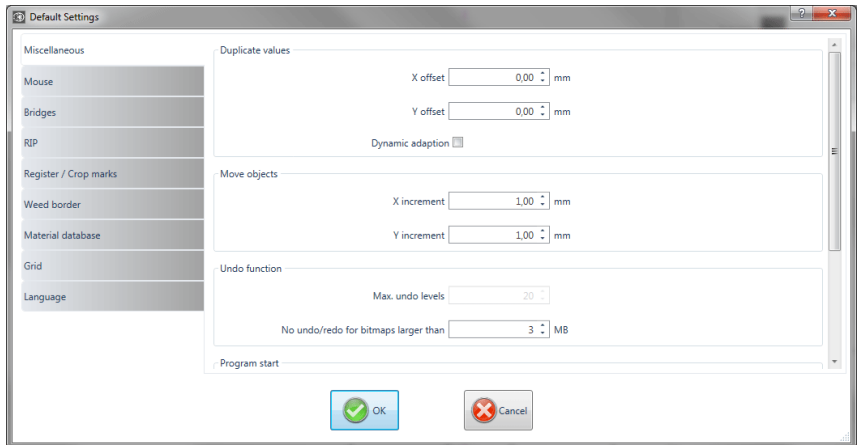 Default Settings
Miscellaneous
Mouse
Bridges
RIP
Register / Crop marks
Weed border
Material database
Grid
Language
Duplicate values
X offset 0,00 mm
Y offset 0,00 mm
Dynamic adaption
Move objects
X increment 1,00 mm
Y increment 1,00 mm
Undo function
Max. undo levels 20
No undo/redo for bitmaps larger than 3 MB
Program start
OK Cancel